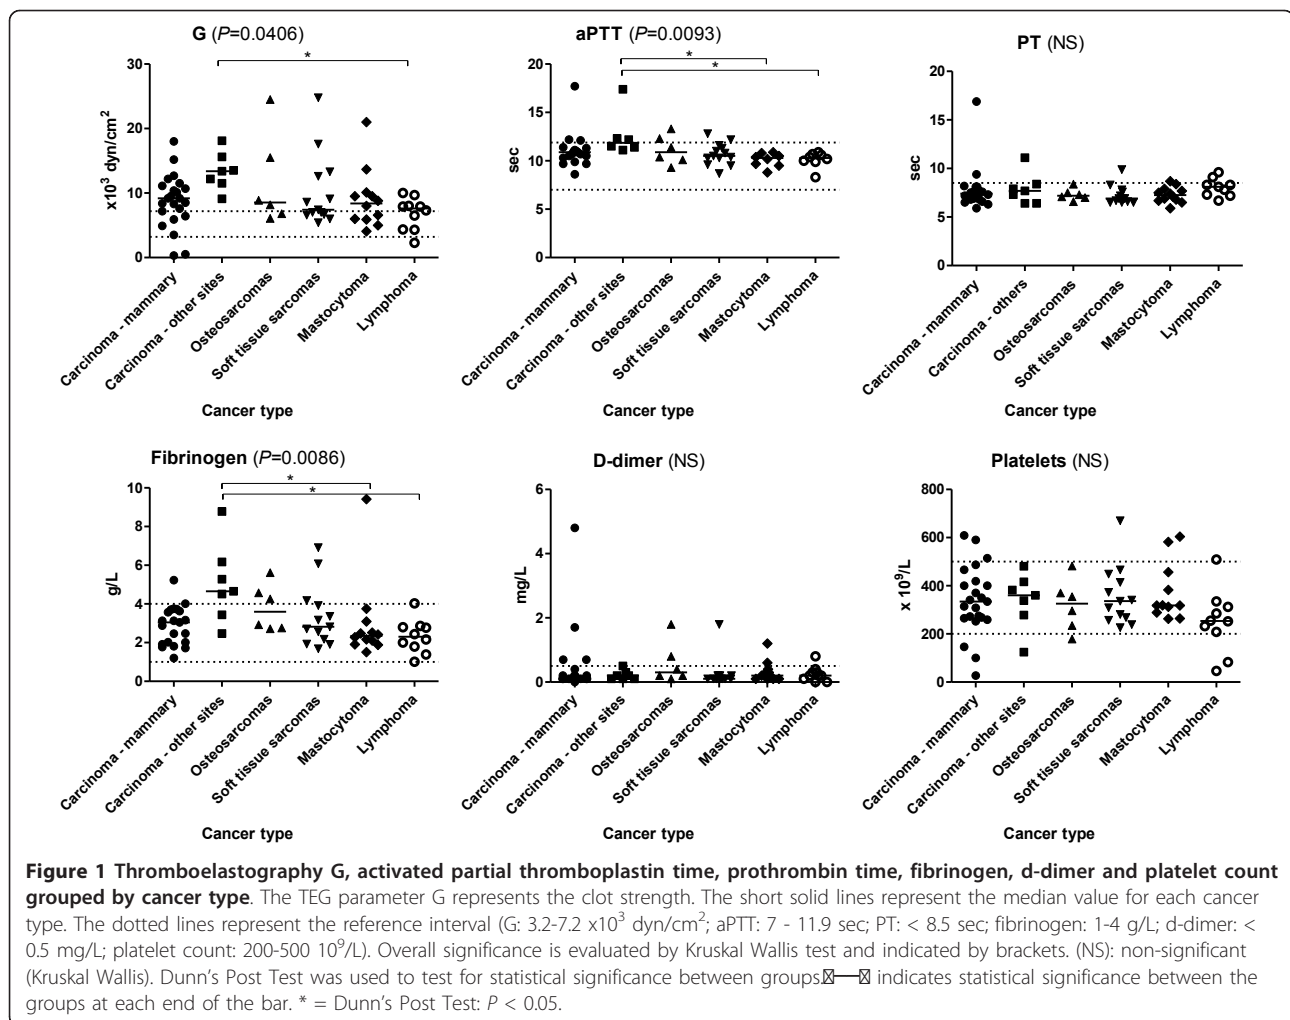 G (P=0.0406)
*
30
20
10
0
x10³ dyn/cm²
Carcinoma - mammary
Carcinoma - other sites
Osteosarcomas
Soft tissue sarcomas
Mastocytoma
Lymphoma
Cancer type
aPTT (P=0.0093)
*
*
20
15
10
5
0
sec
Carcinoma - mammary
Carcinoma - other sites
Osteosarcomas
Soft tissue sarcomas
Mastocytoma
Lymphoma
Cancer type
PT (NS)
20
15
10
5
0
sec
Carcinoma - mammary
Carcinoma - others
Osteosarcomas
Soft tissue sarcomas
Mastocytoma
Lymphoma
Cancer type
Fibrinogen (P=0.0086)
*
*
10
8
6
4
2
0
g/L
Carcinoma - mammary
Carcinoma - other sites
Osteosarcomas
Soft tissue sarcomas
Mastocytoma
Lymphoma
Cancer type
D-dimer (NS)
6
4
2
0
mg/L
Carcinoma - mammary
Carcinoma - other sites
Osteosarcomas
Soft tissue sarcomas
Mastocytoma
Lymphoma
Cancer type
Platelets (NS)
800
600
400
200
0
x 10⁹/L
Carcinoma - mammary
Carcinoma - other sites
Osteosarcomas
Soft tissue sarcomas
Mastocytoma
Lymphoma
Cancer type
Figure 1 Thromboelastography G, activated partial thromboplastin time, prothrombin time, fibrinogen, d-dimer and platelet count
grouped by cancer type. The TEG parameter G represents the clot strength. The short solid lines represent the median value for each cancer
type. The dotted lines represent the reference interval (G: 3.2-7.2 x10³ dyn/cm²; aPTT: 7 - 11.9 sec; PT: < 8.5 sec; fibrinogen: 1-4 g/L; d-dimer: <
0.5 mg/L; platelet count: 200-500 10⁹/L). Overall significance is evaluated by Kruskal Wallis test and indicated by brackets. (NS): non-significant
(Kruskal Wallis). Dunn's Post Test was used to test for statistical significance between groups. indicates statistical significance between the
groups at each end of the bar. * = Dunn's Post Test: P < 0.05.